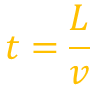 t = L/v